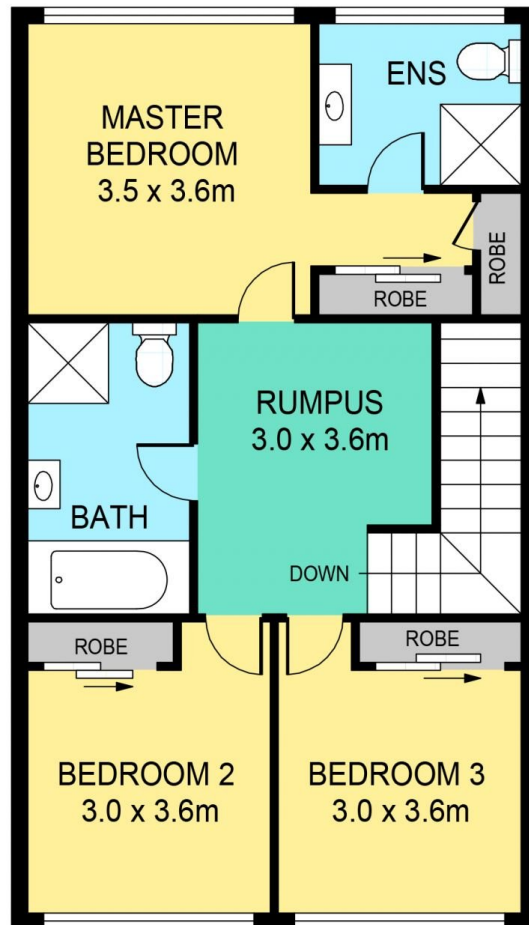 MASTER
BEDROOM
3.5 x 3.6m
ENS
ROBE
ROBE
RUMPUS
3.0 x 3.6m
BATH
DOWN
ROBE
ROBE
BEDROOM 2
3.0 x 3.6m
BEDROOM 3
3.0 x 3.6m